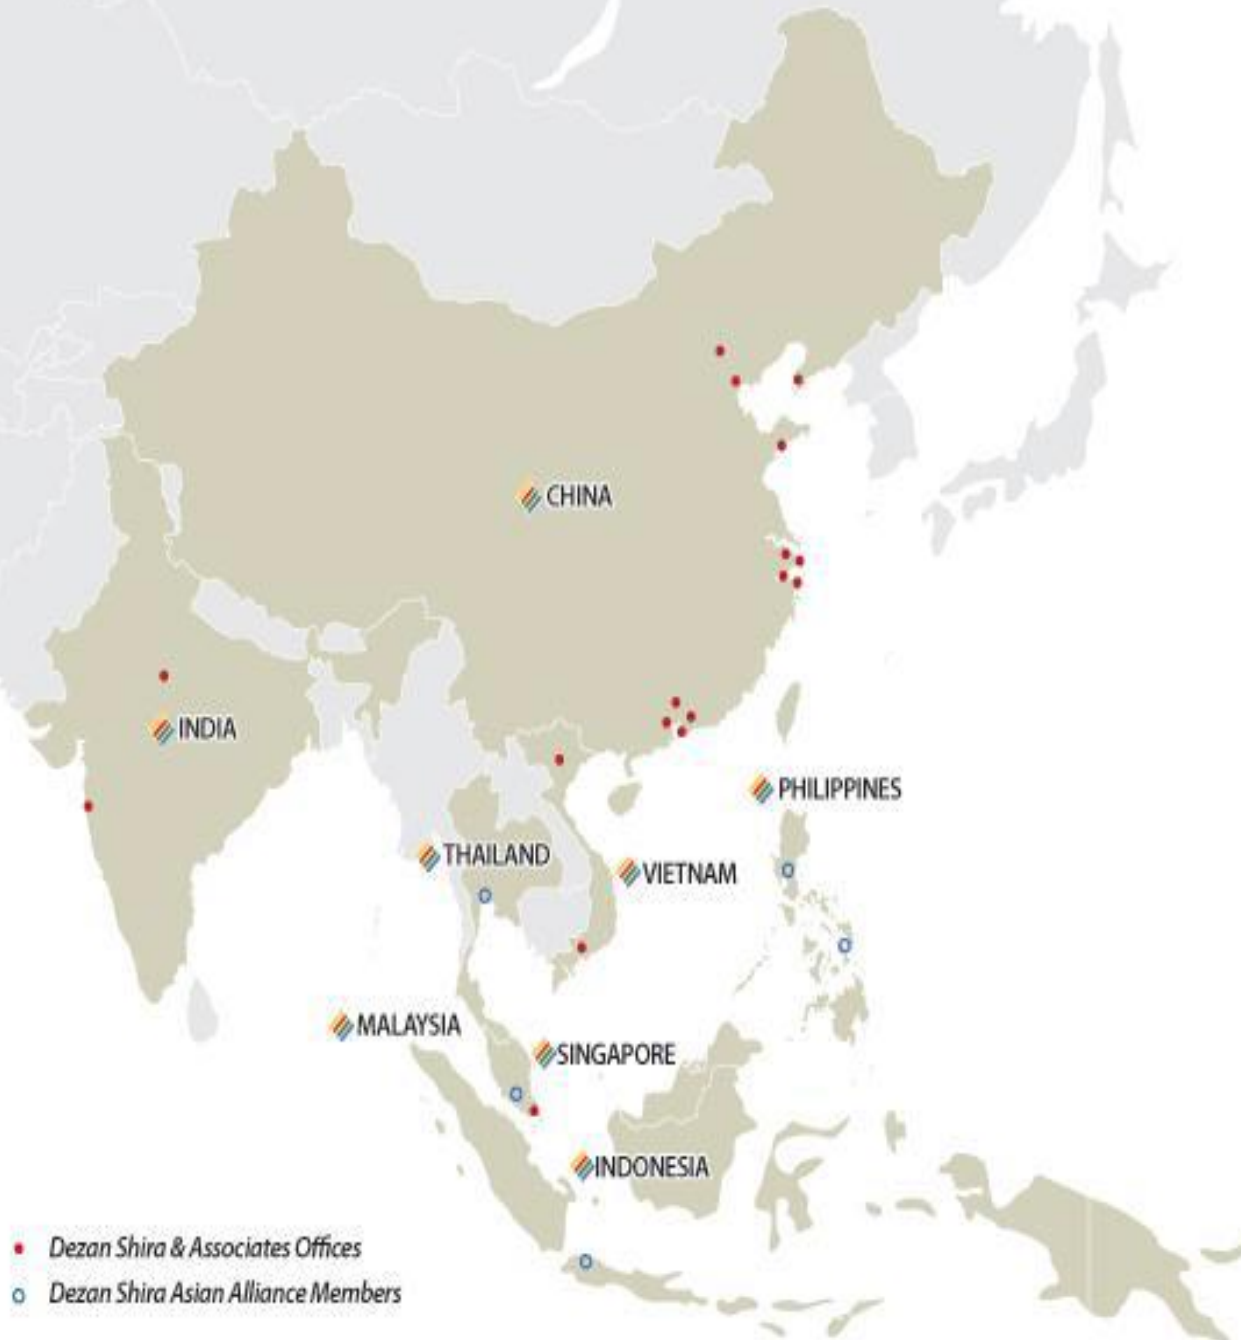 CHINA
INDIA
PHILIPPINES
THAILAND
VIETNAM
MALAYSIA
SINGAPORE
INDONESIA
Dezan Shira & Associates Offices
Dezan Shira Asian Alliance Members